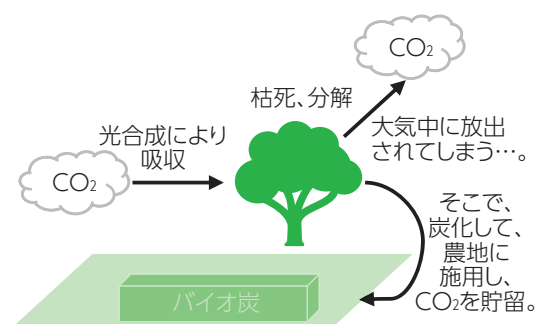 CO2
枯死、分解
光合成により
吸収
大気中に放出
されてしまう…。
CO2
そこで、
炭化して、
農地に
施用し、
CO2を貯留。
バイオ炭